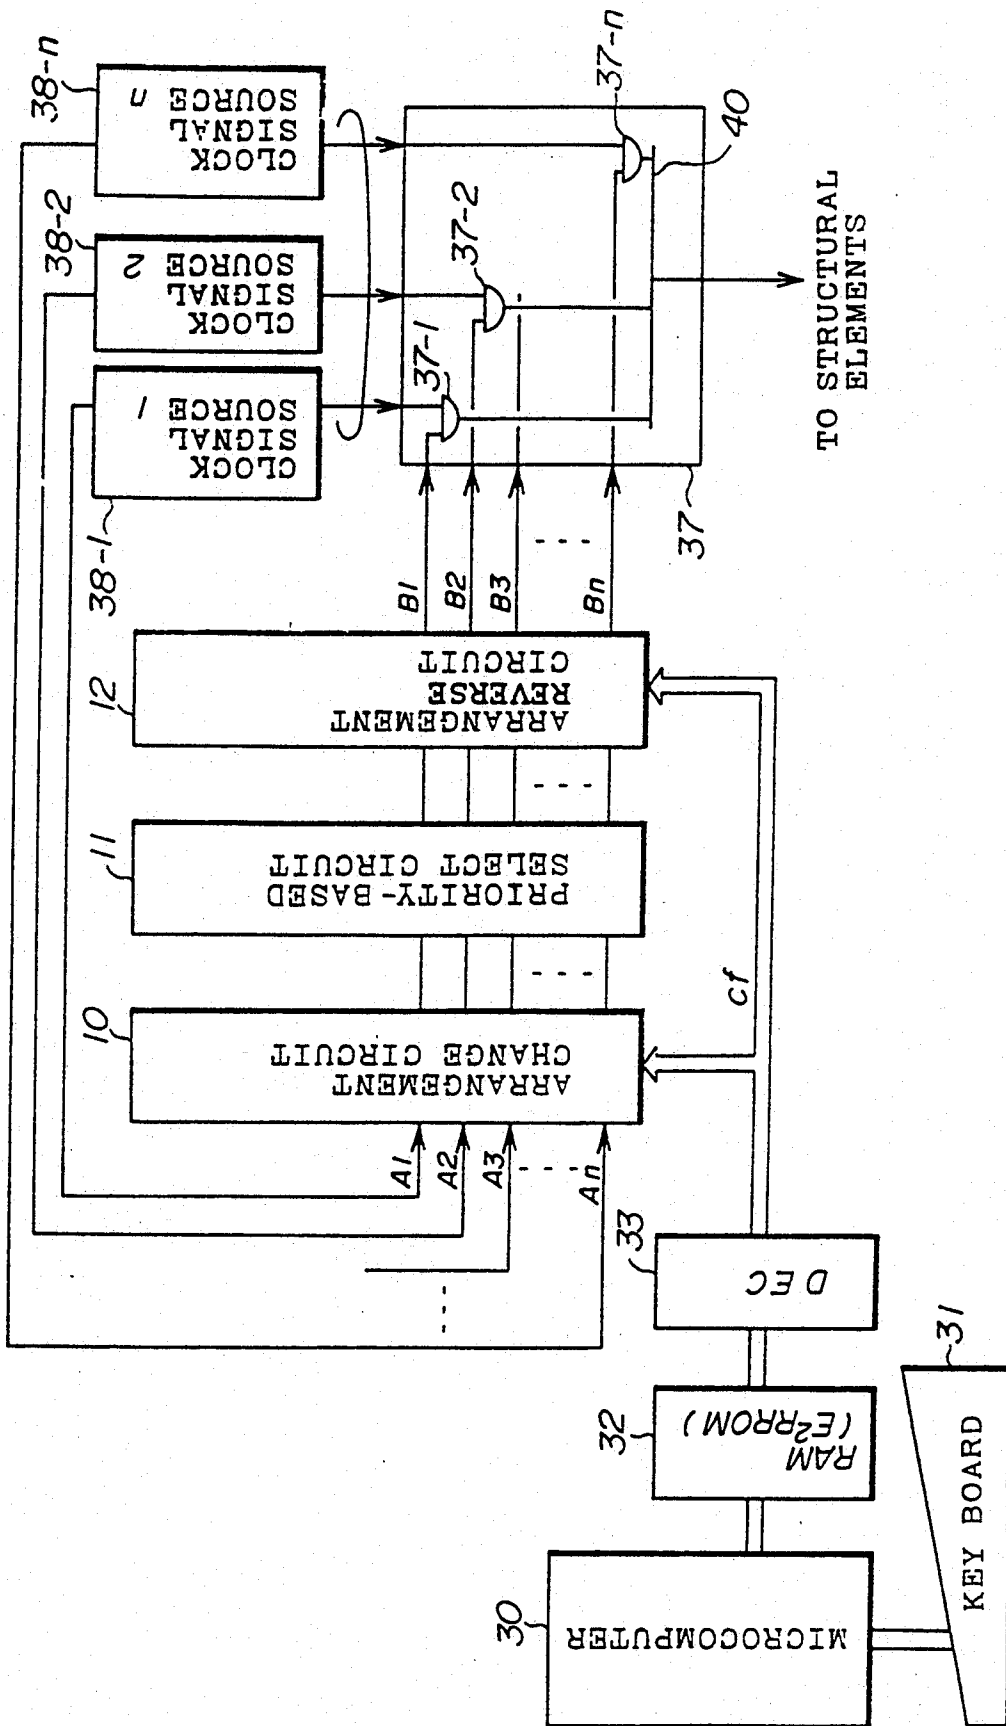 38-1
CLOCK
SIGNAL
SOURCE 1
38-2
CLOCK
SIGNAL
SOURCE 2
38-n
CLOCK
SIGNAL
SOURCE n
A1
A2
A3
An
10
ARRANGEMENT
CHANGE CIRCUIT
11
PRIORITY-BASED
SELECT CIRCUIT
12
ARRANGEMENT
REVERSE
CIRCUIT
B1
B2
B3
Bn
37-1
37-2
37-n
37
40
TO STRUCTURAL
ELEMENTS
cf
30
MICROCOMPUTER
32
RAM
(E²RROM)
33
DEC
31
KEY BOARD